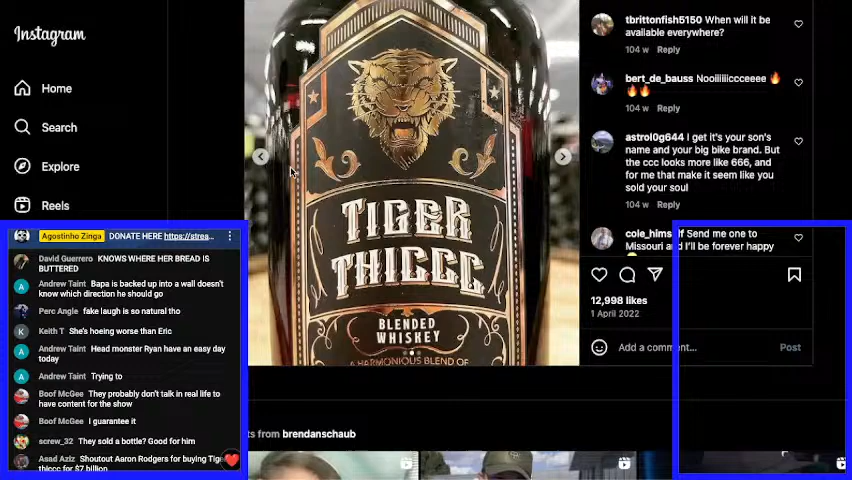 Instagram
Home
Search
Explore
Reels
Agostinho Zinga DONATE HERE https://strea...
David Guerrero KNOWS WHERE HER BREAD IS
BUTTERED
A Andrew Taint Bapa is backed up into a wall doesn't
know which direction he should go
Perc Angle fake laugh is so natural tho
K Keith T She's hoeing worse than Eric
A Andrew Taint Head monster Ryan have an easy day
today
A Andrew Taint Trying to
Boof McGee They probably don't talk in real life to
have content for the show
Boof McGee I guarantee it
screw_32 They sold a bottle? Good for him
Asad Aziz Shoutout Aaron Rodgers for buying Tige
thiccc for $7 billion
TIGER
THICCC
BLENDED
WHISKEY
A HARMONIOUS BLEND OF
tbrittonfish5150 When will it be
available everywhere?
104 w Reply
bert_de_bauss Nooiiiiiiccceeee 🔥
🔥🔥
104 w Reply
astrol0g644 I get it's your son's
name and your big bike brand. But
the ccc looks more like 666, and
for me that make it seem like you
sold your soul
104 w Reply
cole_himself Send me one to
Missouri and I'll be forever happy
12,998 likes
1 April 2022
Add a comment... Post
ts from brendanschaub